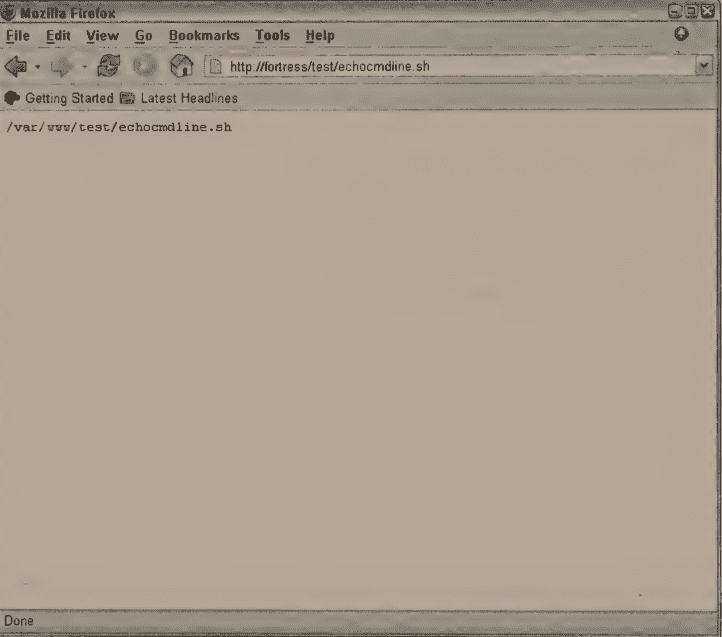 Mozilla Firefox
File Edit View Go Bookmarks Tools Help
http://fortress/test/echocmdline.sh
Getting Started Latest Headlines
/var/www/test/echocmdline.sh
Done